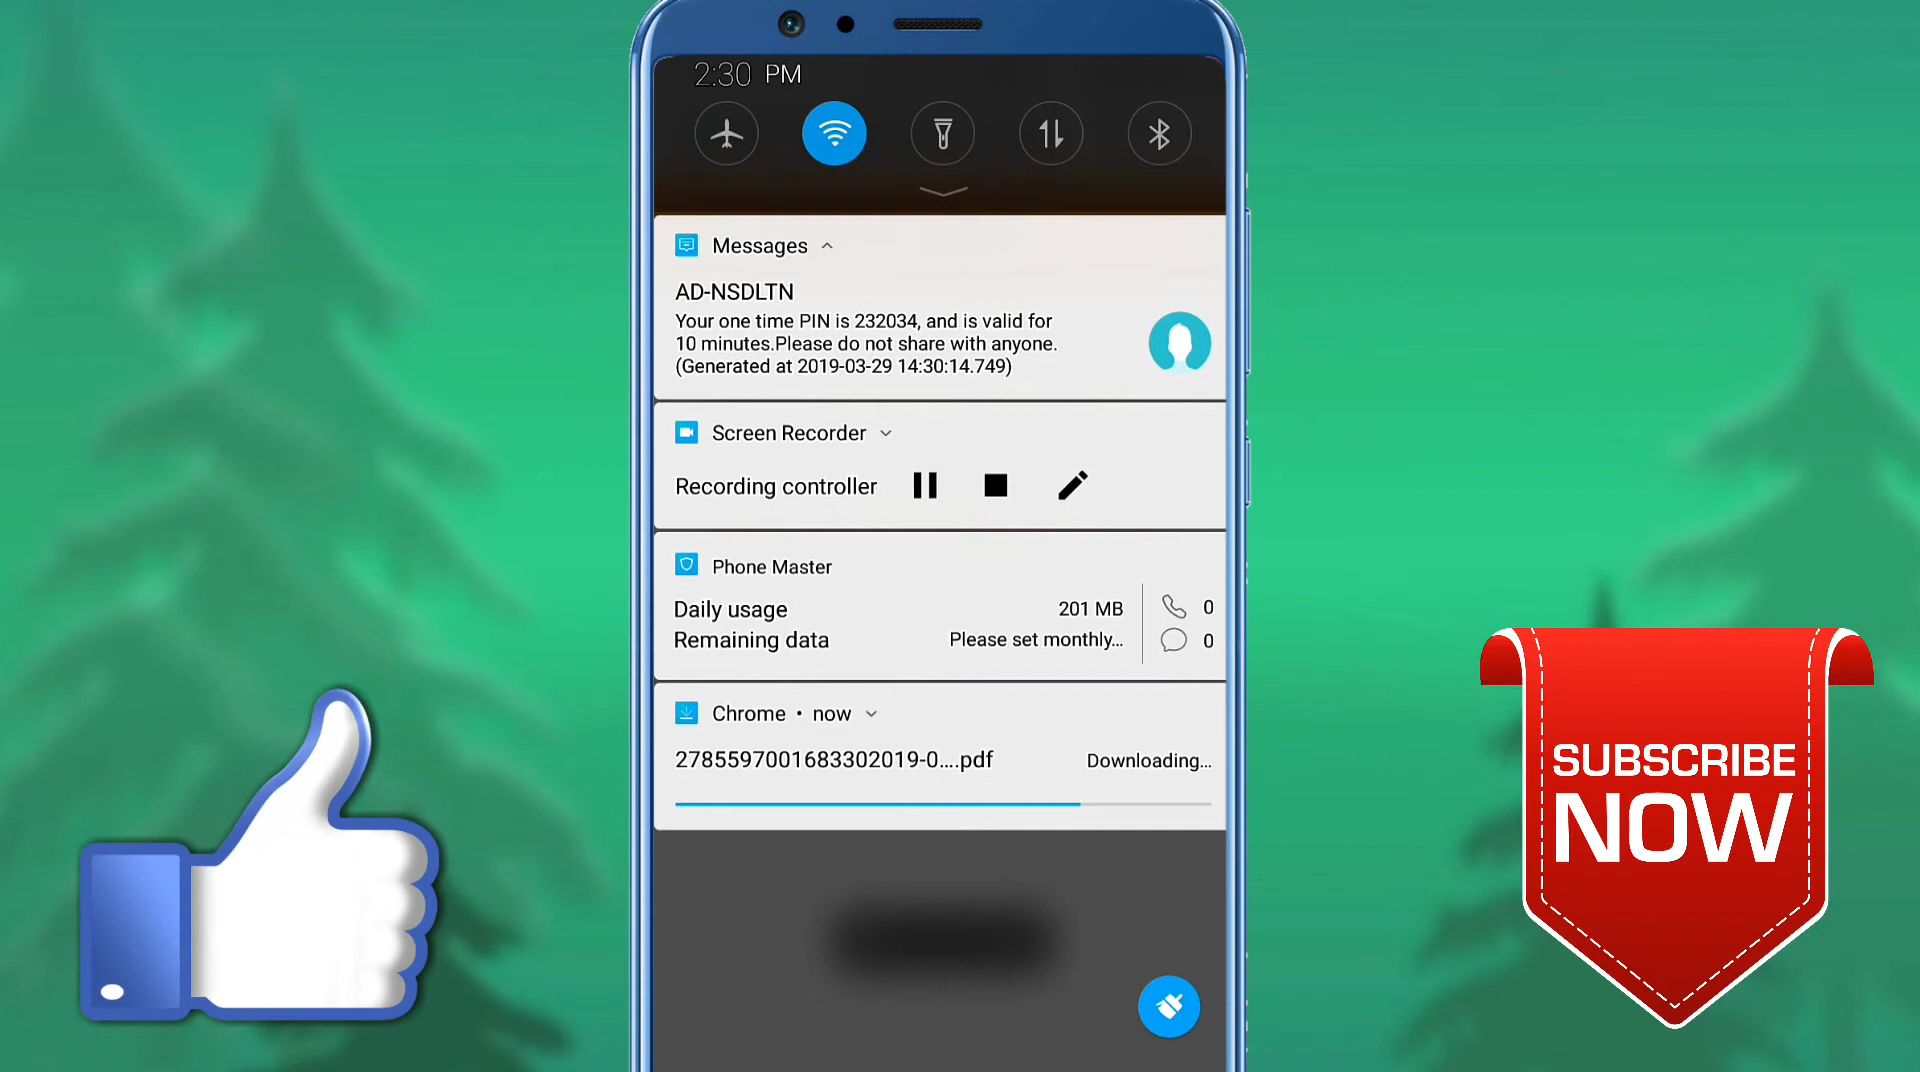 2:30 PM
Messages
AD-NSDLTN
Your one time PIN is 232034, and is valid for
10 minutes.Please do not share with anyone.
(Generated at 2019-03-29 14:30:14.749)
Screen Recorder
Recording controller
Phone Master
Daily usage 201 MB 0
Remaining data Please set monthly... 0
Chrome • now
2785597001683302019-0....pdf Downloading...
SUBSCRIBE
NOW